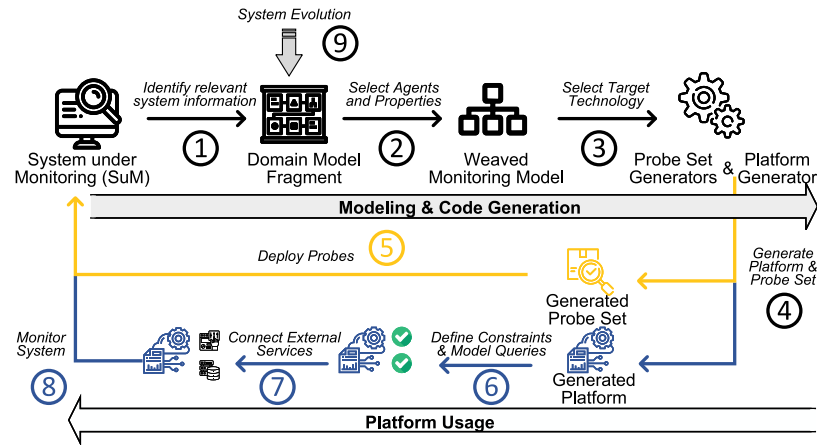 System Evolution
9
Identify relevant
system information
Select Agents
and Properties
Select Target
Technology
1
2
3
System under
Monitoring (SuM)
Domain Model
Fragment
Weaved
Monitoring Model
Probe Set
Generators
&
Platform
Generator
Modeling & Code Generation
Deploy Probes
5
Generate
Platform &
Probe Set
4
Generated
Probe Set
Monitor
System
8
Connect External
Services
7
Define Constraints
& Model Queries
6
Generated
Platform
Platform Usage